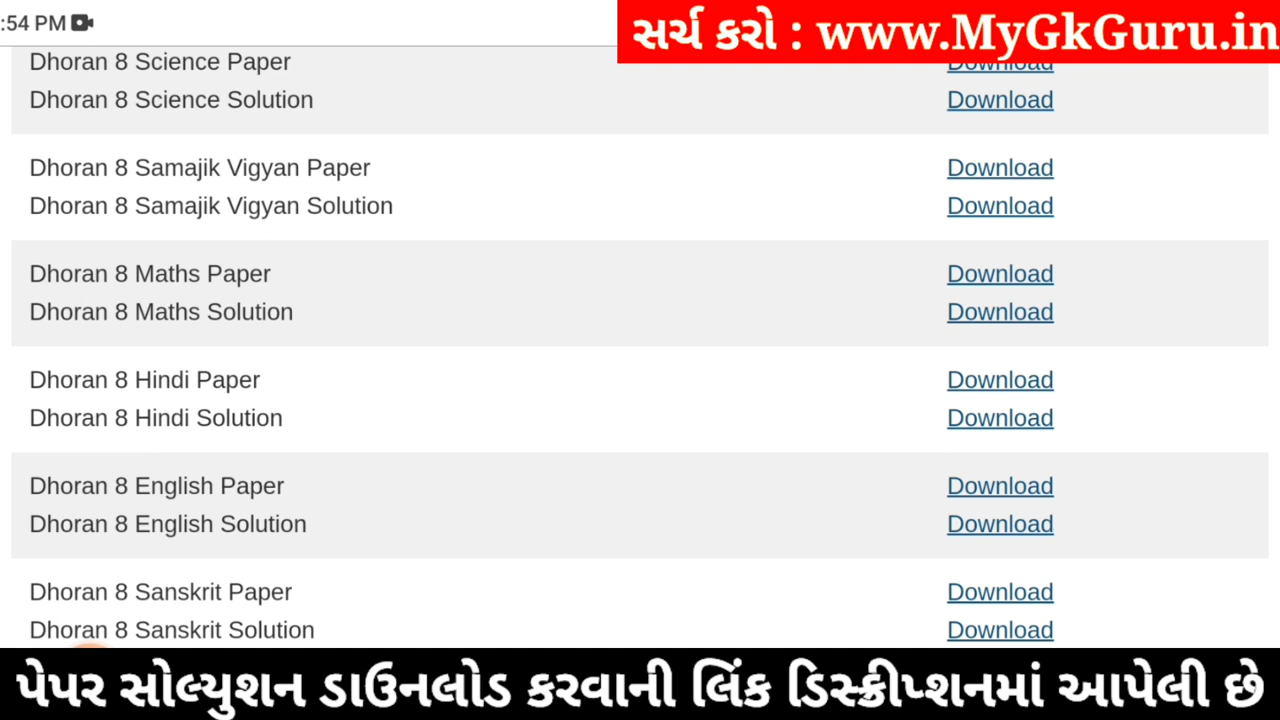 :54 PM
સર્ચ કરો : www.MyGkGuru.in
Dhoran 8 Science Paper Download
Dhoran 8 Science Solution Download
Dhoran 8 Samajik Vigyan Paper Download
Dhoran 8 Samajik Vigyan Solution Download
Dhoran 8 Maths Paper Download
Dhoran 8 Maths Solution Download
Dhoran 8 Hindi Paper Download
Dhoran 8 Hindi Solution Download
Dhoran 8 English Paper Download
Dhoran 8 English Solution Download
Dhoran 8 Sanskrit Paper Download
Dhoran 8 Sanskrit Solution Download
પેપર સોલ્યુશન ડાઉનલોડ કરવાની લિંક ડિસ્ક્રીપ્શનમાં આપેલી છે